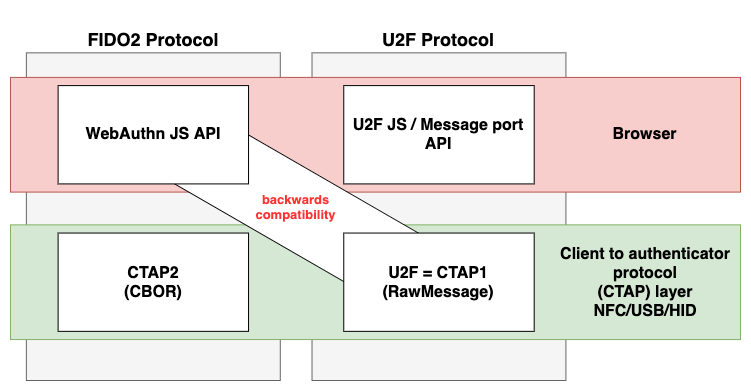 FIDO2 Protocol
U2F Protocol
WebAuthn JS API
U2F JS / Message port
API
Browser
backwards
compatibility
CTAP2
(CBOR)
U2F = CTAP1
(RawMessage)
Client to authenticator
protocol
(CTAP) layer
NFC/USB/HID